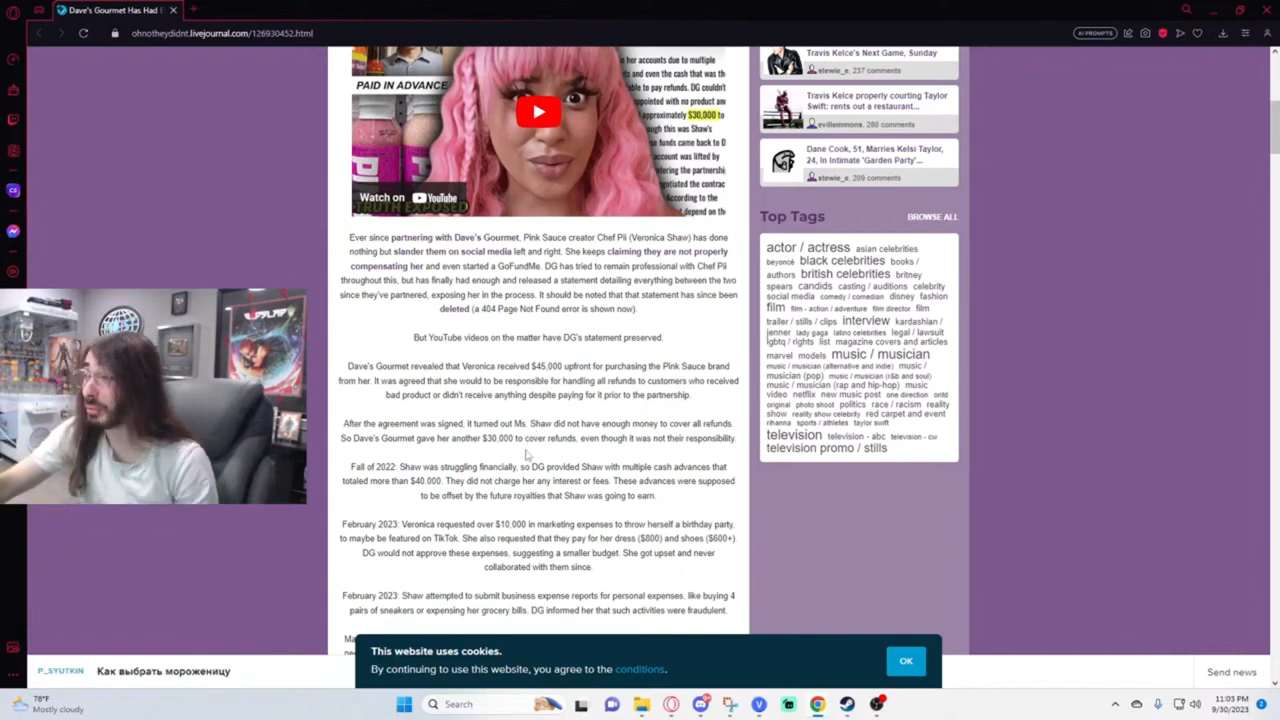 Dave's Gourmet Has Had E
ohnotheydidnt.livejournal.com/126930452.html
AI PROMPTS
PAID IN ADVANCE
Watch on YouTube
TRUTH EXPOSED
her accounts due to multiple
ts and even the cash that was th
ble to pay refunds. DG couldn't
appointed with no product and
approximately $30,000 to
ough this was Shaw's
se funds came back to D
account was lifted by
tering the partnership
gotiated the contrac
According to the
depend on the
Ever since partnering with Dave's Gourmet, Pink Sauce creator Chef Pii (Veronica Shaw) has done
nothing but slander them on social media left and right. She keeps claiming they are not properly
compensating her and even started a GoFundMe. DG has tried to remain professional with Chef Pii
throughout this, but has finally had enough and released a statement detailing everything between the two
since they've partnered, exposing her in the process. It should be noted that that statement has since been
deleted (a 404 Page Not Found error is shown now).
But YouTube videos on the matter have DG's statement preserved.
Dave's Gourmet revealed that Veronica received $45,000 upfront for purchasing the Pink Sauce brand
from her. It was agreed that she would to be responsible for handling all refunds to customers who received
bad product or didn't receive anything despite paying for it prior to the partnership.
After the agreement was signed, it turned out Ms. Shaw did not have enough money to cover all refunds.
So Dave's Gourmet gave her another $30,000 to cover refunds, even though it was not their responsibility.
Fall of 2022: Shaw was struggling financially, so DG provided Shaw with multiple cash advances that
totaled more than $40,000. They did not charge her any interest or fees. These advances were supposed
to be offset by the future royalties that Shaw was going to earn.
February 2023: Veronica requested over $10,000 in marketing expenses to throw herself a birthday party,
to maybe be featured on TikTok. She also requested that they pay for her dress ($800) and shoes ($600+).
DG would not approve these expenses, suggesting a smaller budget. She got upset and never
collaborated with them since.
February 2023: Shaw attempted to submit business expense reports for personal expenses, like buying 4
pairs of sneakers or expensing her grocery bills. DG informed her that such activities were fraudulent.
Travis Kelce's Next Game, Sunday
stewie_e, 237 comments
Travis Kelce properly courting Taylor
Swift: rents out a restaurant...
evillemmons, 280 comments
Dane Cook, 51, Marries Kelsi Taylor,
24, In Intimate 'Garden Party'...
stewie_e, 209 comments
Top Tags
BROWSE ALL
actor / actress asian celebrities
beyoncé black celebrities books /
authors british celebrities britney
spears candids casting / auditions celebrity
social media comedy / comedian disney fashion
film film - action / adventure film director film
trailer / stills / clips interview kardashian /
jenner lady gaga latino celebrities legal / lawsuit
lgbtq / rights list magazine covers and articles
marvel models music / musician
music / musician (alternative and indie) music /
musician (pop) music / musician (r&b and soul)
music / musician (rap and hip-hop) music
video netflix new music post one direction ontd
original photo shoot politics race / racism reality
show reality show celebrity red carpet and event
rihanna sports / athletes taylor swift
television television - abc television - cw
television promo / stills
This website uses cookies.
By continuing to use this website, you agree to the conditions.
OK
P_SYUTKIN Как выбрать мороженицу
Send news
78°F
Mostly cloudy
Search
11:03 PM
9/30/2023